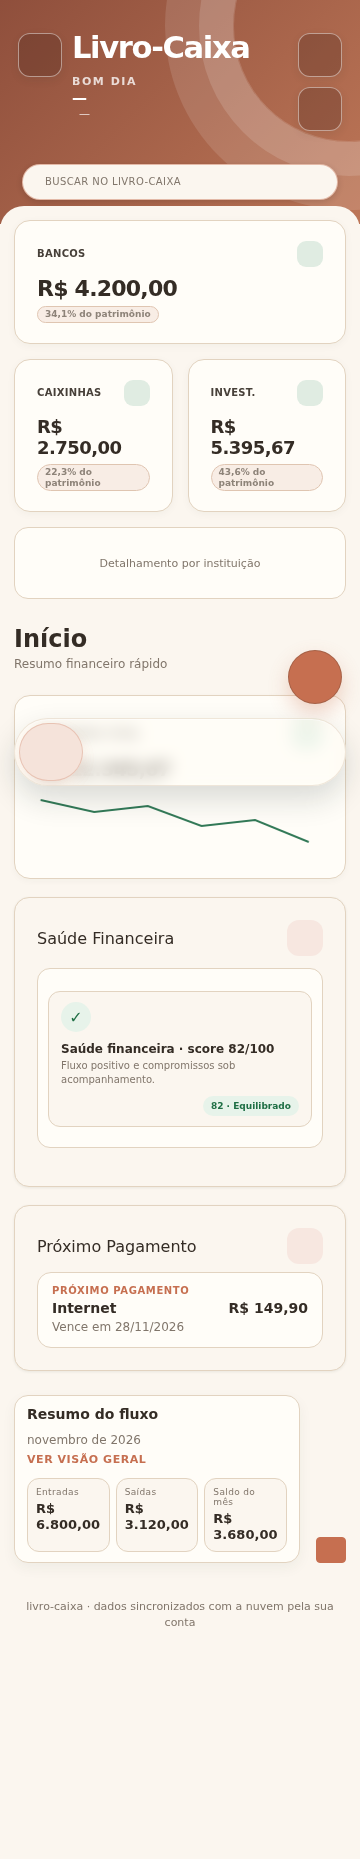 Livro-Caixa
BOM DIA
—
—
BUSCAR NO LIVRO-CAIXA
BANCOS
R$ 4.200,00
34,1% do patrimônio
CAIXINHAS
R$
2.750,00
22,3% do
patrimônio
INVEST.
R$
5.395,67
43,6% do
patrimônio
Detalhamento por instituição
Início
Resumo financeiro rápido
Saúde Financeira
✓
Saúde financeira · score 82/100
Fluxo positivo e compromissos sob
acompanhamento.
82 · Equilibrado
Próximo Pagamento
PRÓXIMO PAGAMENTO
Internet R$ 149,90
Vence em 28/11/2026
Resumo do fluxo
novembro de 2026
VER VISÃO GERAL
Entradas
R$
6.800,00
Saídas
R$
3.120,00
Saldo do
mês
R$
3.680,00
livro-caixa · dados sincronizados com a nuvem pela sua
conta